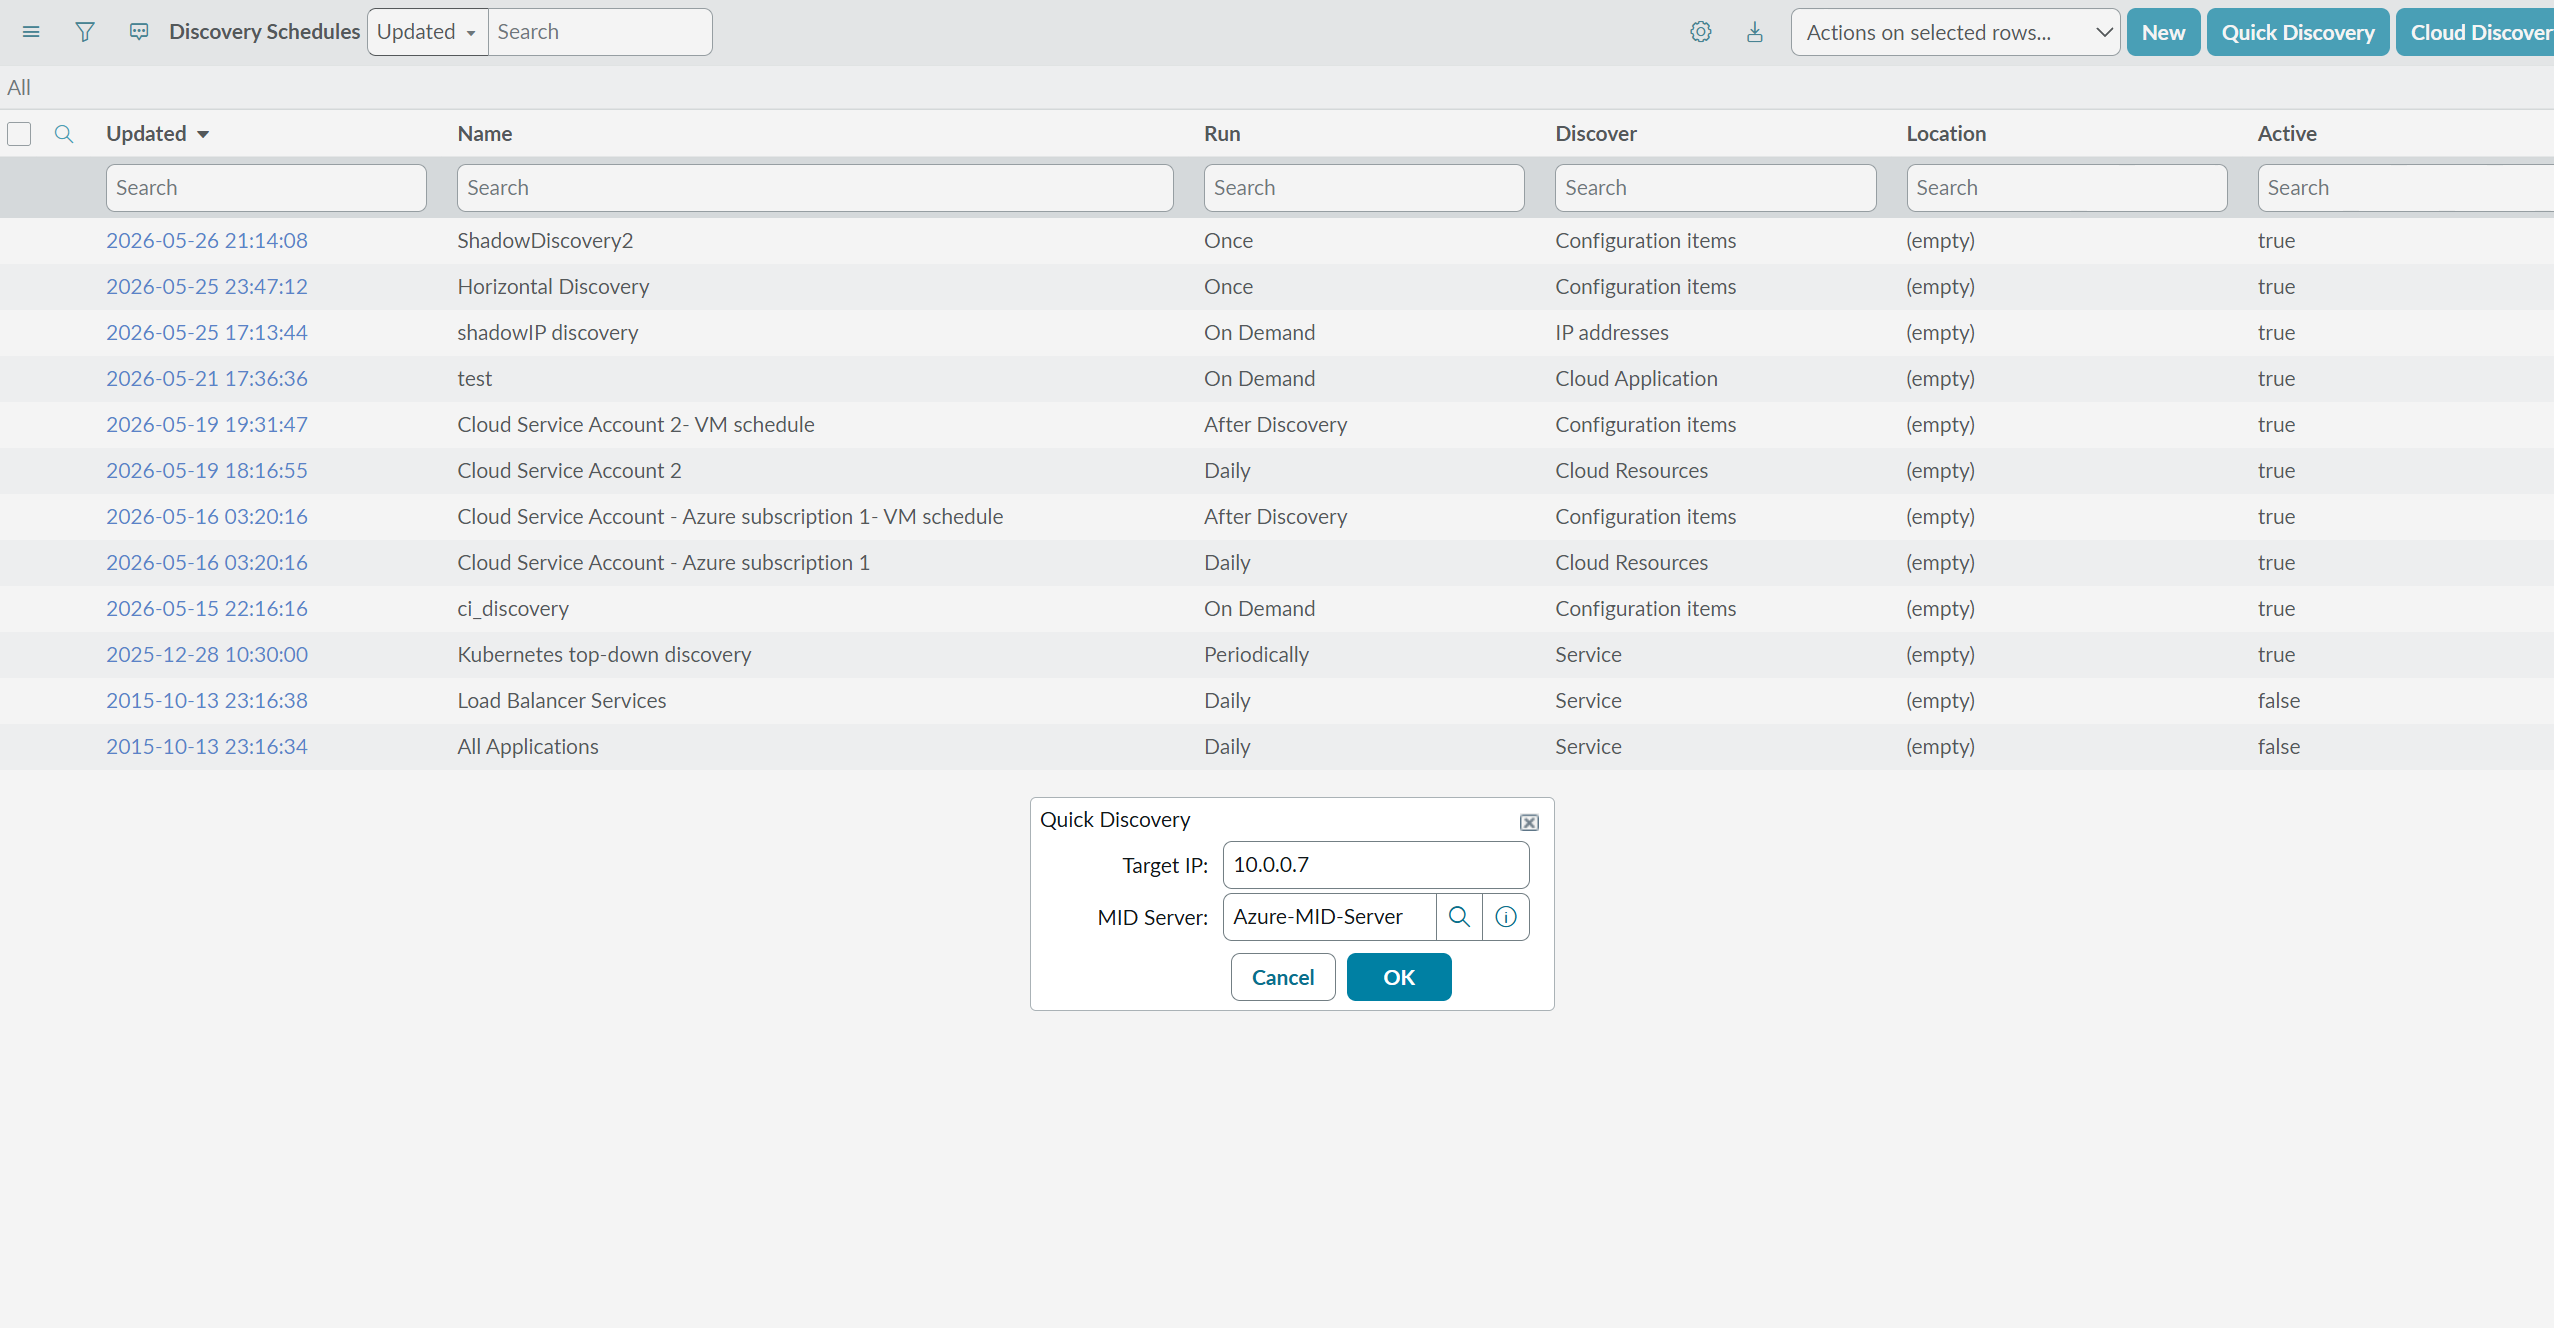 Discovery Schedules Updated Search Actions on selected rows... New Quick Discovery Cloud Discover
All
Updated Name Run Discover Location Active
Search Search Search Search Search Search
2026-05-26 21:14:08 ShadowDiscovery2 Once Configuration items (empty) true
2026-05-25 23:47:12 Horizontal Discovery Once Configuration items (empty) true
2026-05-25 17:13:44 shadowIP discovery On Demand IP addresses (empty) true
2026-05-21 17:36:36 test On Demand Cloud Application (empty) true
2026-05-19 19:31:47 Cloud Service Account 2- VM schedule After Discovery Configuration items (empty) true
2026-05-19 18:16:55 Cloud Service Account 2 Daily Cloud Resources (empty) true
2026-05-16 03:20:16 Cloud Service Account - Azure subscription 1- VM schedule After Discovery Configuration items (empty) true
2026-05-16 03:20:16 Cloud Service Account - Azure subscription 1 Daily Cloud Resources (empty) true
2026-05-15 22:16:16 ci_discovery On Demand Configuration items (empty) true
2025-12-28 10:30:00 Kubernetes top-down discovery Periodically Service (empty) true
2015-10-13 23:16:38 Load Balancer Services Daily Service (empty) false
2015-10-13 23:16:34 All Applications Daily Service (empty) false
Quick Discovery
Target IP: 10.0.0.7
MID Server: Azure-MID-Server
Cancel OK